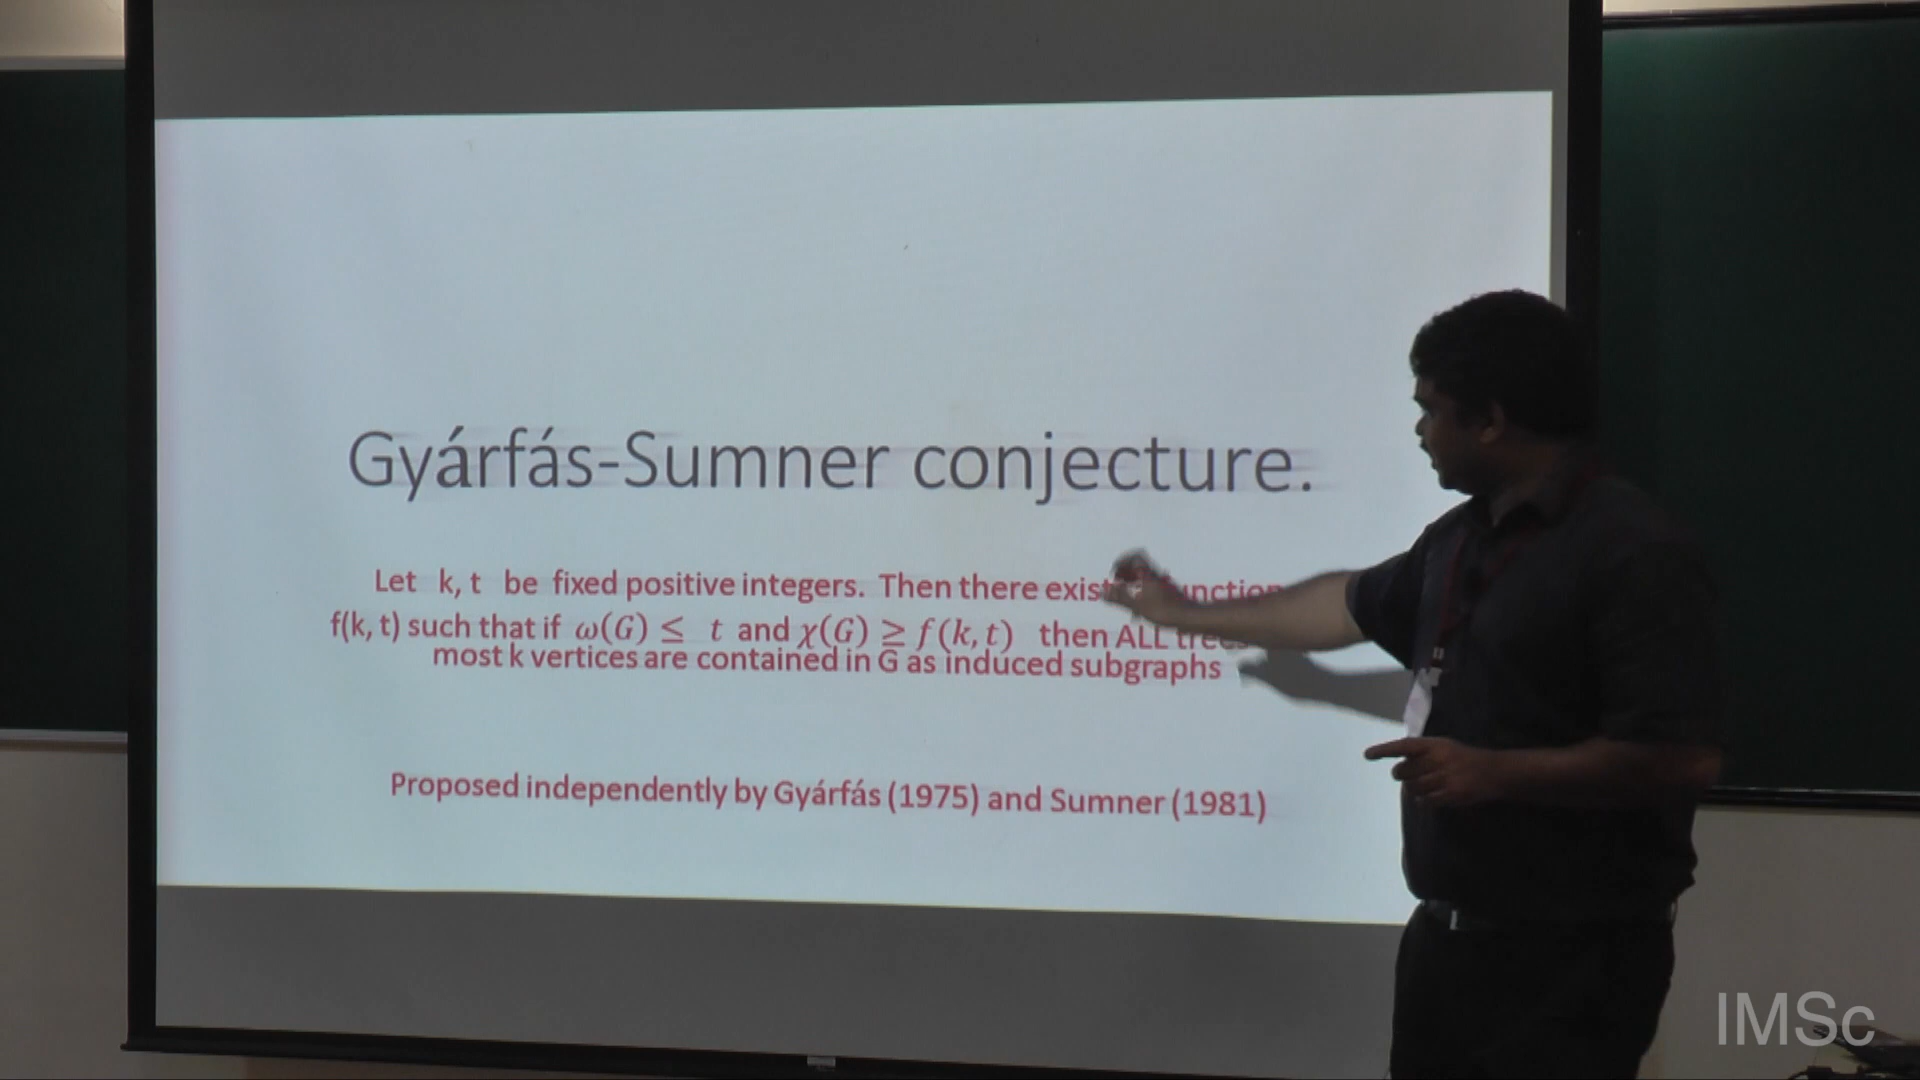 Gyárfás-Sumner conjecture.
Let k, t be fixed positive integers. Then there function
f(k, t) such that if ω(G) ≤ t and χ(G) ≥ f(k, t) then ALL
most k vertices are contained in G as induced subgraphs
Proposed independently by Gyárfás (1975) and Sumner (1981)
IMSc